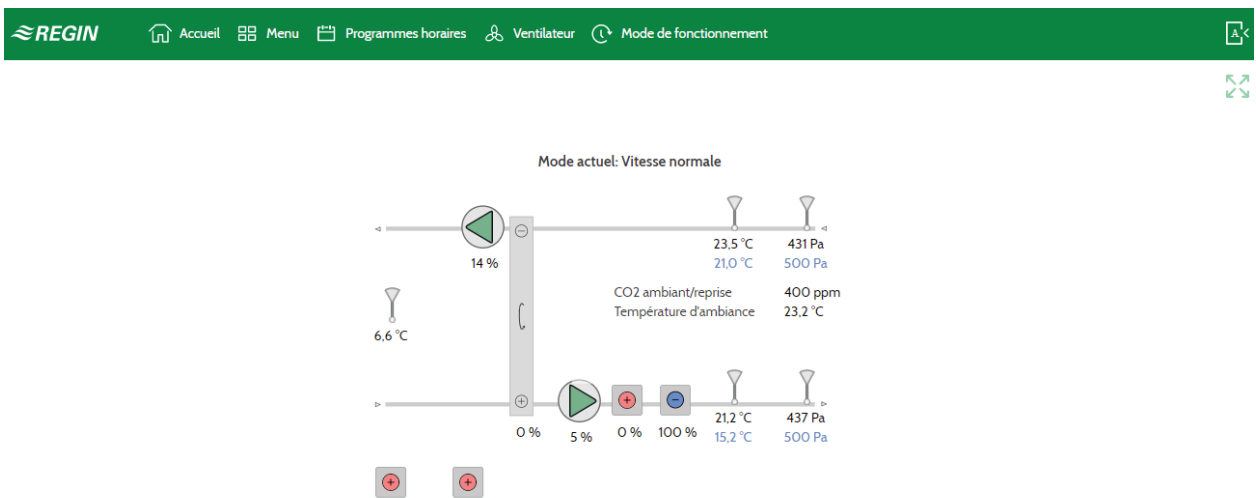 REGIN Accueil Menu Programmes horaires Ventilateur Mode de fonctionnement A
Mode actuel: Vitesse normale
14 %
23,5 °C 431 Pa
21,0 °C 500 Pa
CO2 ambiant/reprise 400 ppm
Température d'ambiance 23,2 °C
6,6 °C
0 % 5 % 0 % 100 % 21,2 °C 437 Pa
15,2 °C 500 Pa